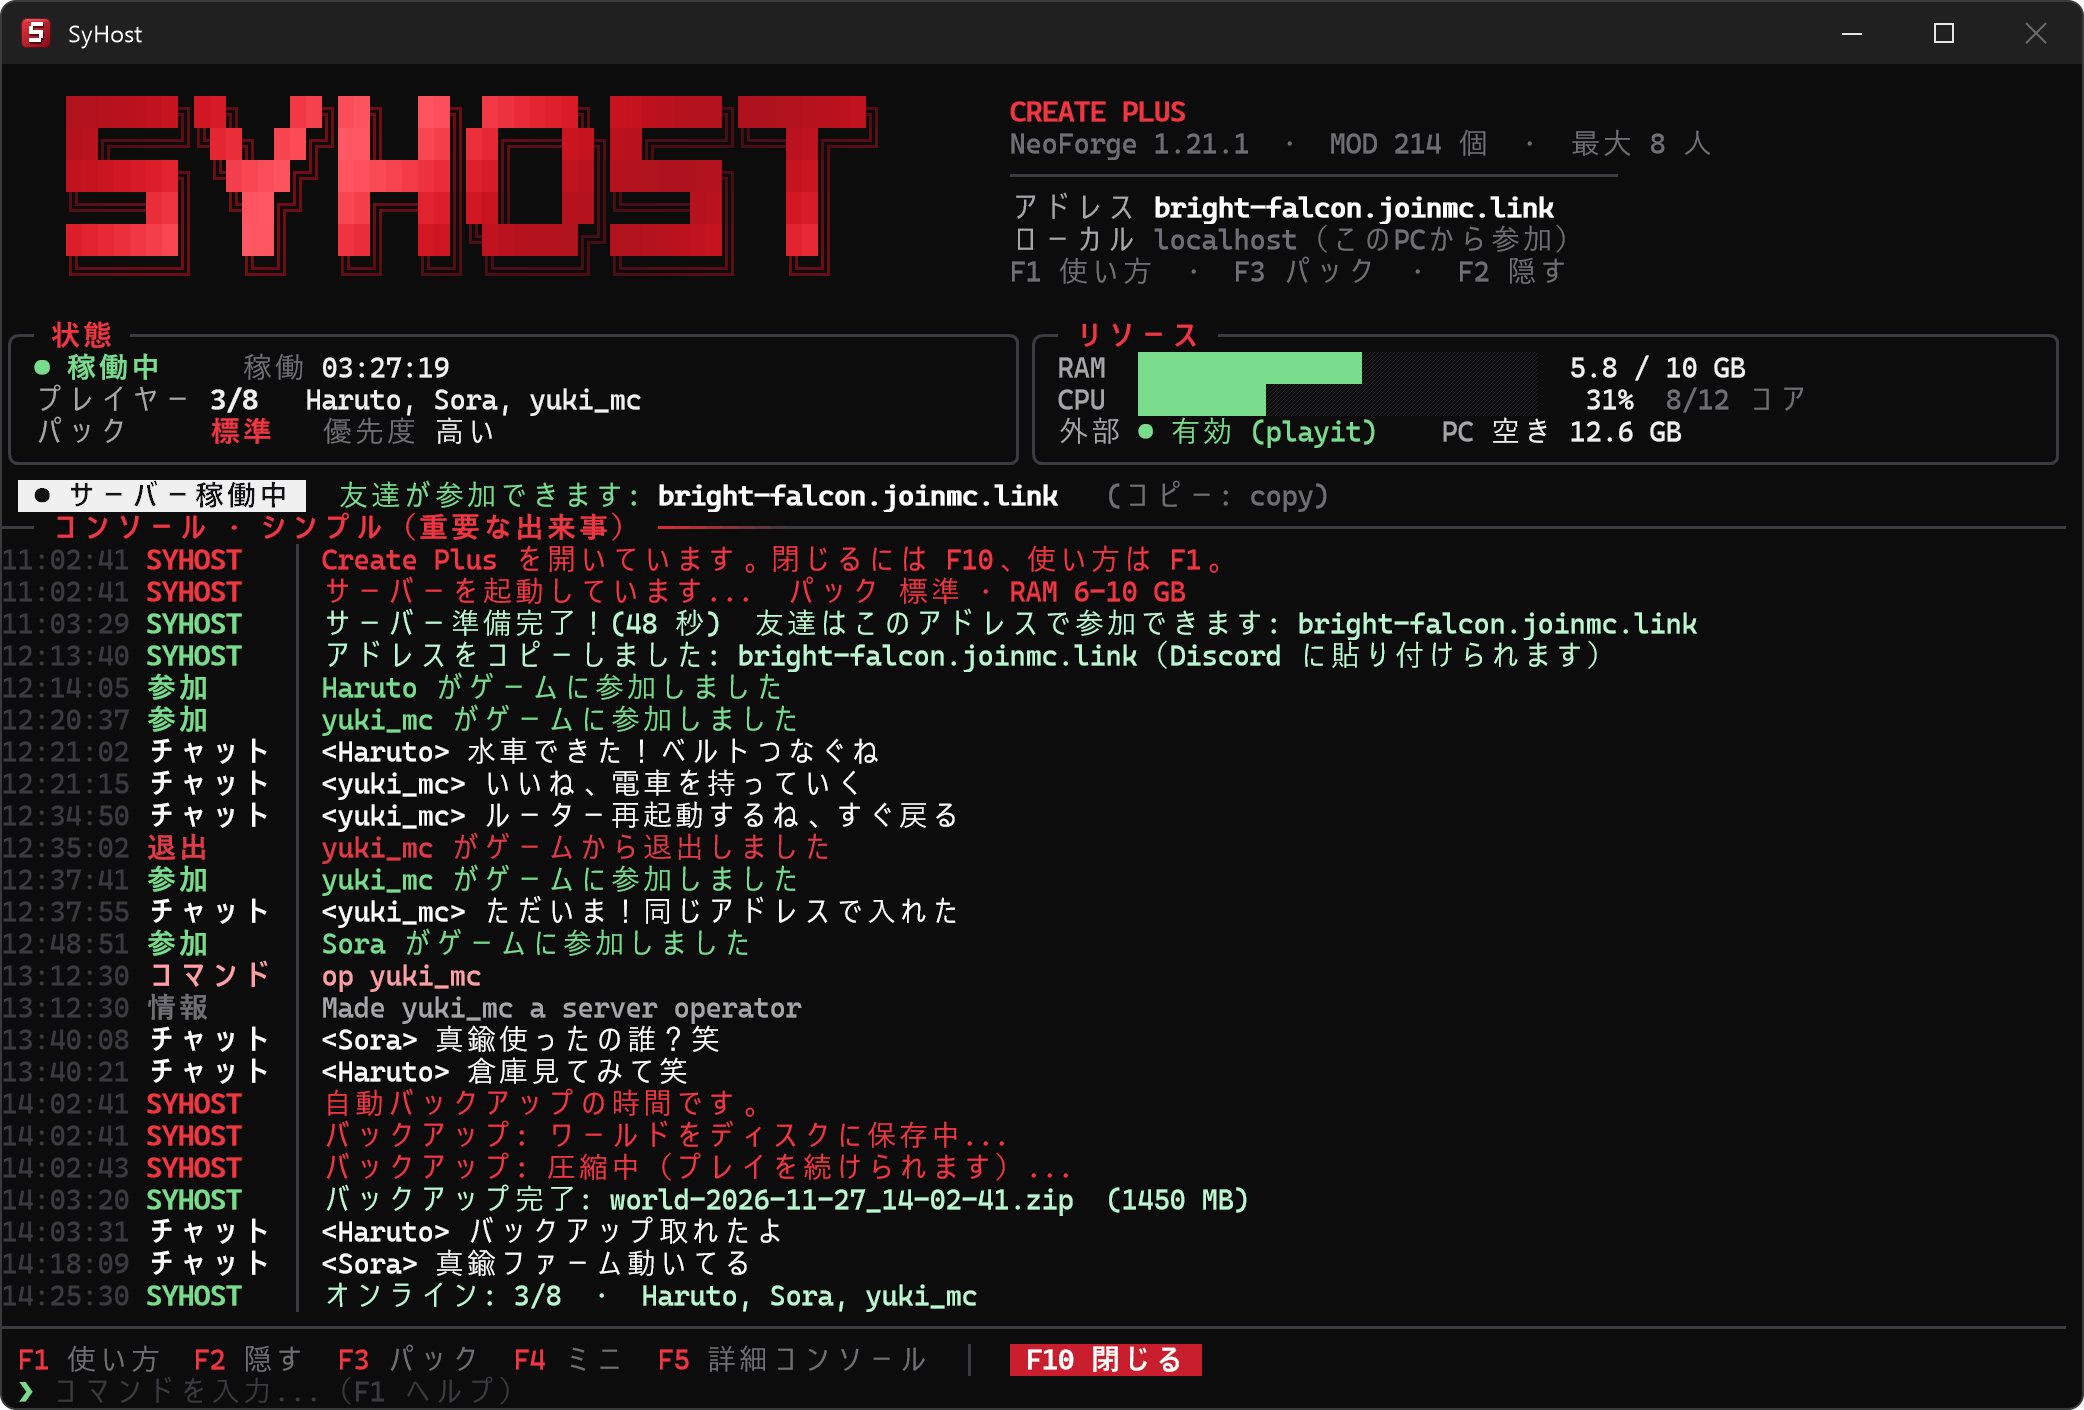 SyHost
SYHOST
CREATE PLUS
NeoForge 1.21.1 · MOD 214 個 · 最大 8 人
アドレス bright-falcon.joinmc.link
ローカル localhost (このPCから参加)
F1 使い方 · F3 パック · F2 隠す
状態
● 稼働中 稼働 03:27:19
プレイヤー 3/8 Haruto, Sora, yuki_mc
パック 標準 優先度 高い
リソース
RAM 5.8 / 10 GB
CPU 31% 8/12 コア
外部 ● 有効 (playit) PC 空き 12.6 GB
● サーバー稼働中 友達が参加できます: bright-falcon.joinmc.link (コピー: copy)
コンソール · シンプル (重要な出来事)
11:02:41 SYHOST Create Plus を開いています。閉じるには F10、使い方は F1。
11:02:41 SYHOST サーバーを起動しています... パック 標準 · RAM 6-10 GB
11:03:29 SYHOST サーバー準備完了！(48 秒) 友達はこのアドレスで参加できます: bright-falcon.joinmc.link
12:13:40 SYHOST アドレスをコピーしました: bright-falcon.joinmc.link (Discord に貼り付けられます)
12:14:05 参加 Haruto がゲームに参加しました
12:20:37 参加 yuki_mc がゲームに参加しました
12:21:02 チャット <Haruto> 水車できた！ベルトつなぐね
12:21:15 チャット <yuki_mc> いいね、電車を持っていく
12:34:50 チャット <yuki_mc> ルーター再起動するね、すぐ戻る
12:35:02 退出 yuki_mc がゲームから退出しました
12:37:41 参加 yuki_mc がゲームに参加しました
12:37:55 チャット <yuki_mc> ただいま！同じアドレスで入れた
12:48:51 参加 Sora がゲームに参加しました
13:12:30 コマンド op yuki_mc
13:12:30 情報 Made yuki_mc a server operator
13:40:08 チャット <Sora> 真鍮使ったの誰？笑
13:40:21 チャット <Haruto> 倉庫見てみて笑
14:02:41 SYHOST 自動バックアップの時間です。
14:02:41 SYHOST バックアップ: ワールドをディスクに保存中...
14:02:43 SYHOST バックアップ: 圧縮中 (プレイを続けられます) ...
14:03:20 SYHOST バックアップ完了: world-2026-11-27_14-02-41.zip (1450 MB)
14:03:31 チャット <Haruto> バックアップ取れたよ
14:18:09 チャット <Sora> 真鍮ファーム動いてる
14:25:30 SYHOST オンライン: 3/8 · Haruto, Sora, yuki_mc
F1 使い方 F2 隠す F3 パック F4 ミニ F5 詳細コンソール | F10 閉じる
❯ コマンドを入力... (F1 ヘルプ)